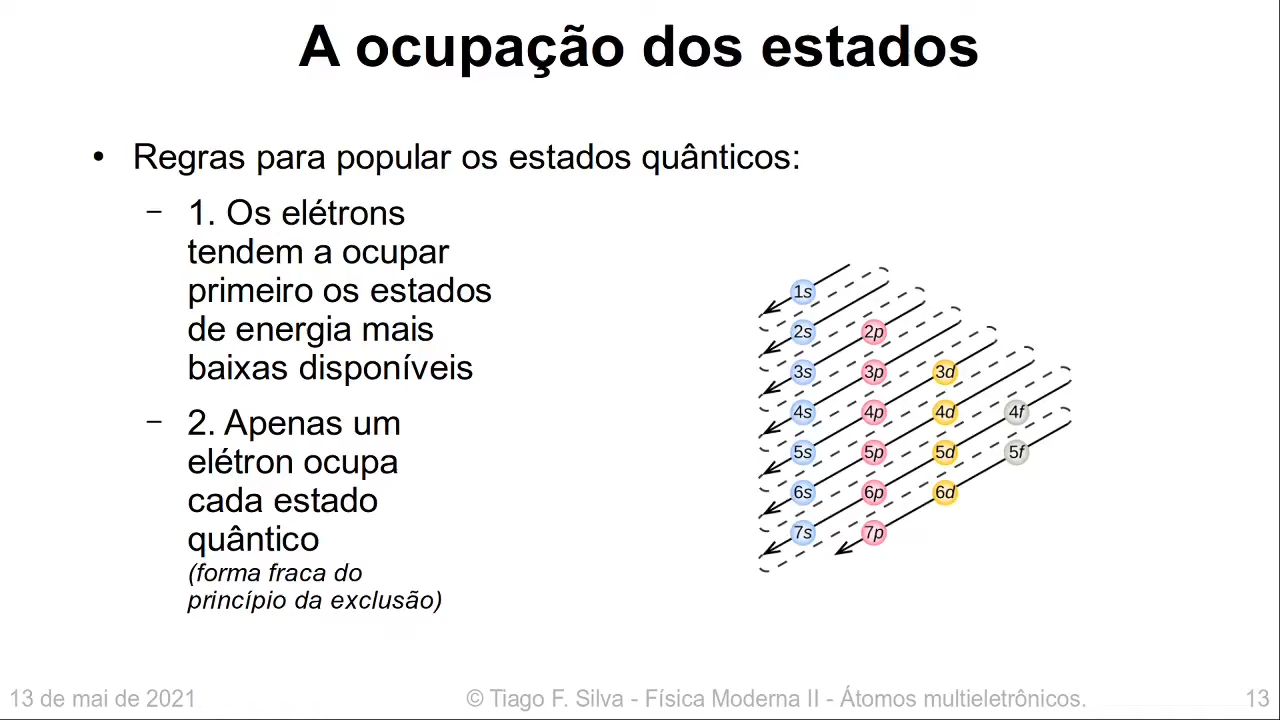 A ocupação dos estados
• Regras para popular os estados quânticos:
– 1. Os elétrons
tendem a ocupar
primeiro os estados
de energia mais
baixas disponíveis
– 2. Apenas um
elétron ocupa
cada estado
quântico
(forma fraca do
princípio da exclusão)
1s
2s 2p
3s 3p 3d
4s 4p 4d 4f
5s 5p 5d 5f
6s 6p 6d
7s 7p
13 de mai de 2021 © Tiago F. Silva - Física Moderna II - Átomos multieletrônicos. 13